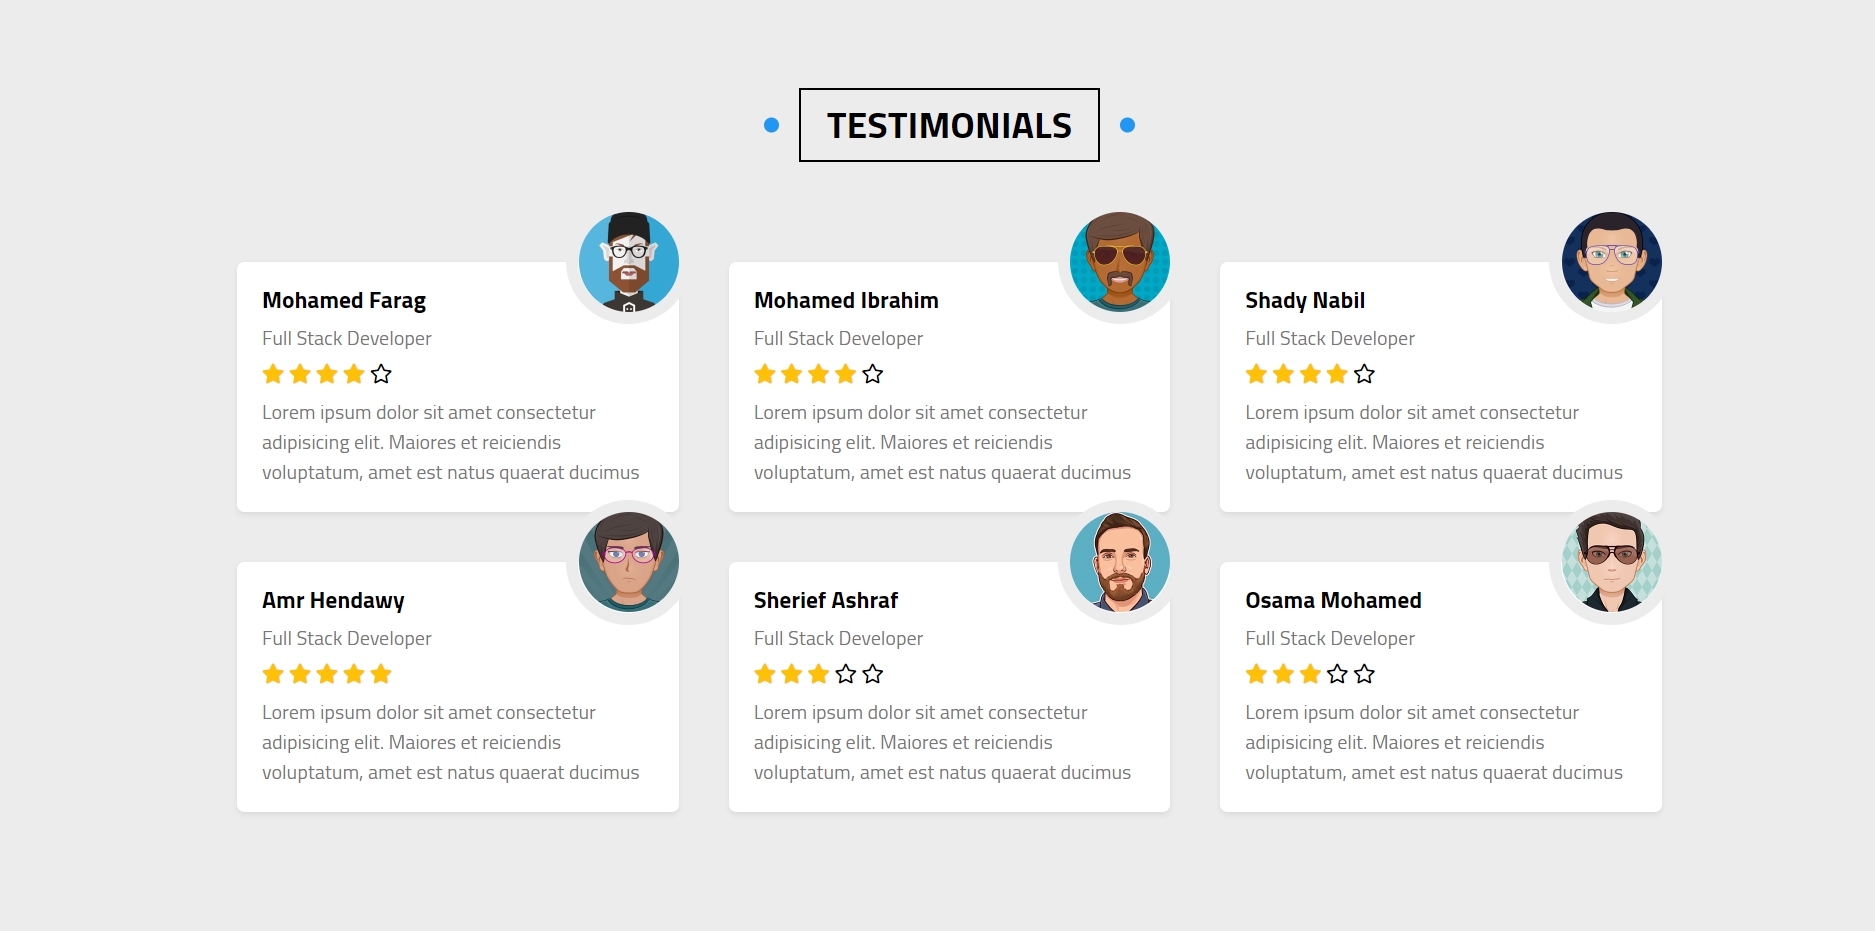 TESTIMONIALS
Mohamed Farag
Full Stack Developer
Lorem ipsum dolor sit amet consectetur
adipisicing elit. Maiores et reiciendis
voluptatum, amet est natus quaerat ducimus
Mohamed Ibrahim
Full Stack Developer
Lorem ipsum dolor sit amet consectetur
adipisicing elit. Maiores et reiciendis
voluptatum, amet est natus quaerat ducimus
Shady Nabil
Full Stack Developer
Lorem ipsum dolor sit amet consectetur
adipisicing elit. Maiores et reiciendis
voluptatum, amet est natus quaerat ducimus
Amr Hendawy
Full Stack Developer
Lorem ipsum dolor sit amet consectetur
adipisicing elit. Maiores et reiciendis
voluptatum, amet est natus quaerat ducimus
Sherief Ashraf
Full Stack Developer
Lorem ipsum dolor sit amet consectetur
adipisicing elit. Maiores et reiciendis
voluptatum, amet est natus quaerat ducimus
Osama Mohamed
Full Stack Developer
Lorem ipsum dolor sit amet consectetur
adipisicing elit. Maiores et reiciendis
voluptatum, amet est natus quaerat ducimus